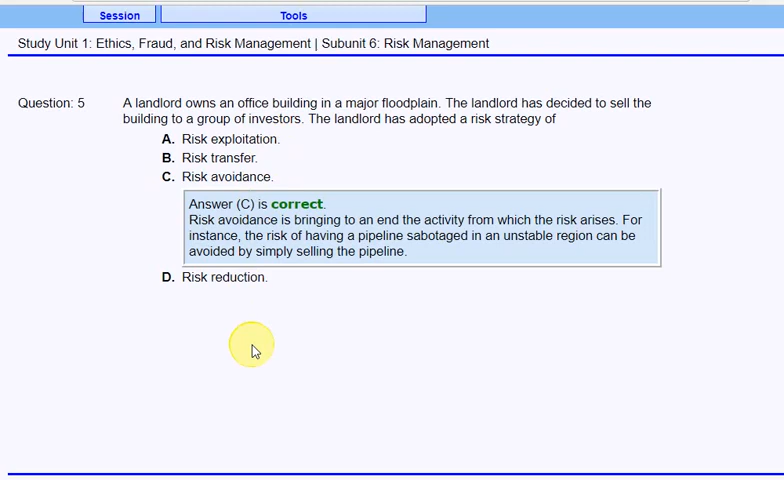 Session Tools
Study Unit 1: Ethics, Fraud, and Risk Management | Subunit 6: Risk Management
Question: 5 A landlord owns an office building in a major floodplain. The landlord has decided to sell the
building to a group of investors. The landlord has adopted a risk strategy of
A. Risk exploitation.
B. Risk transfer.
C. Risk avoidance.
Answer (C) is correct.
Risk avoidance is bringing to an end the activity from which the risk arises. For
instance, the risk of having a pipeline sabotaged in an unstable region can be
avoided by simply selling the pipeline.
D. Risk reduction.